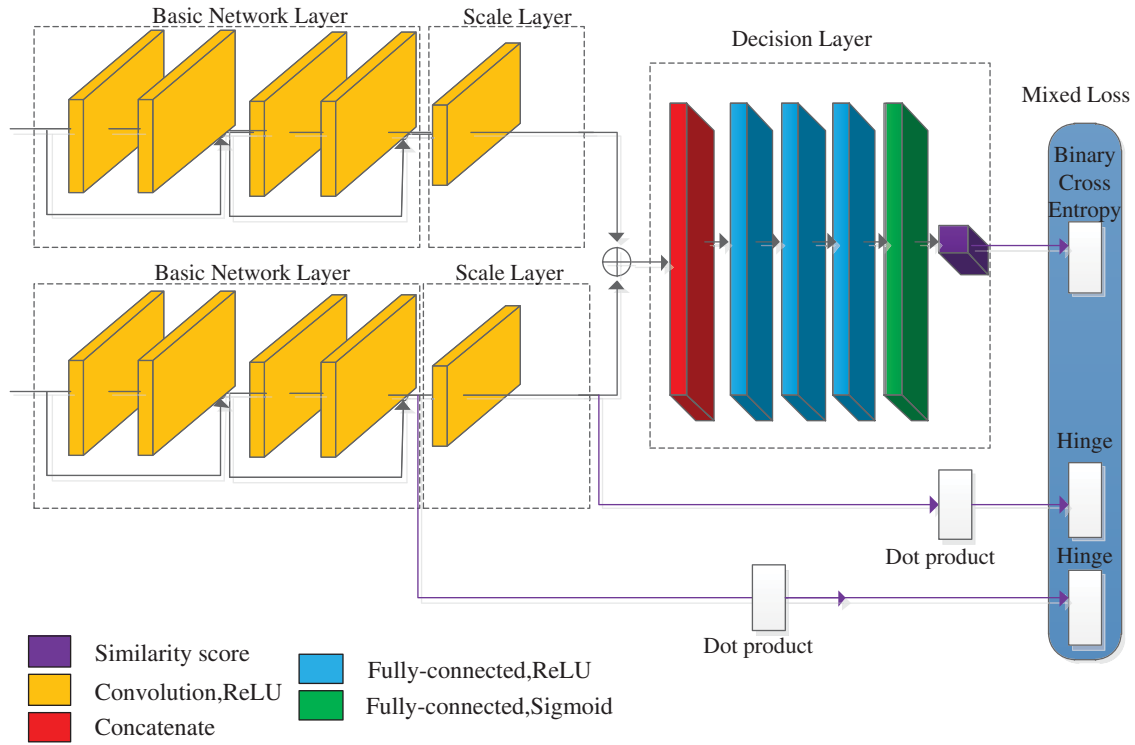 Basic Network Layer
Scale Layer
Decision Layer
Mixed Loss
Binary
Cross
Entropy
Basic Network Layer
Scale Layer
Hinge
Dot product
Hinge
Dot product
Similarity score
Convolution,ReLU
Concatenate
Fully-connected,ReLU
Fully-connected,Sigmoid